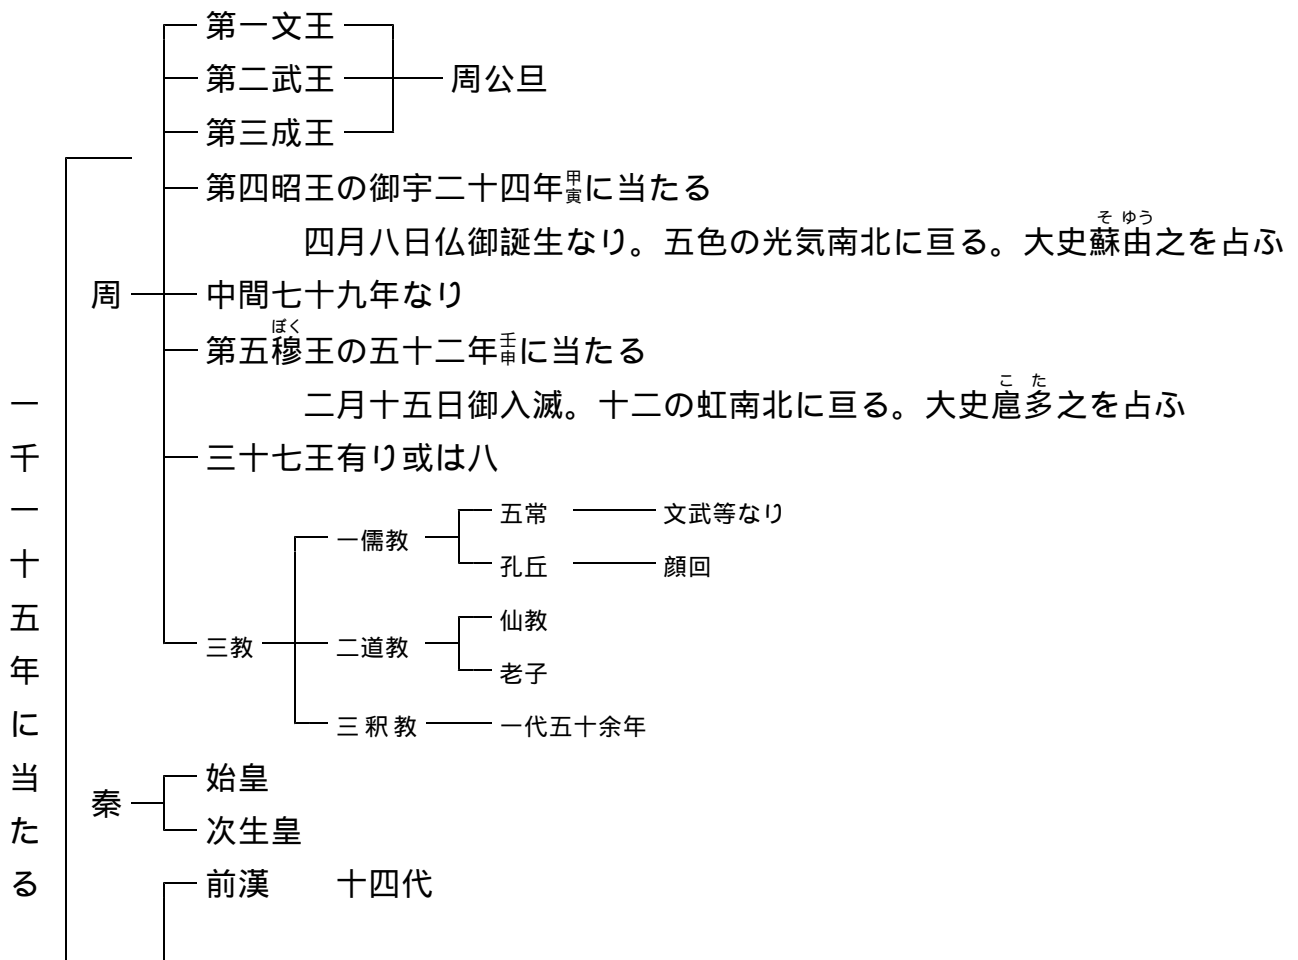 第一文王
第二武王 周公旦
第三成王
第四昭王の御宇二十四年甲寅に当たる
四月八日仏御誕生なり。五色の光気南北に亘る。大史蘇由之を占ふ
そ ゆう
周 中間七十九年なり
第五穆王の五十二年壬申に当たる
ぼく
二月十五日御入滅。十二の虹南北に亘る。大史扈多之を占ふ
こ た
三十七王有り或は八
五常 文武等なり
一儒教
孔丘 顔回
仙教
三教 二道教
老子
三釈教 一代五十余年
始皇
秦
次生皇
前漢 十四代
一千一十五年に当たる